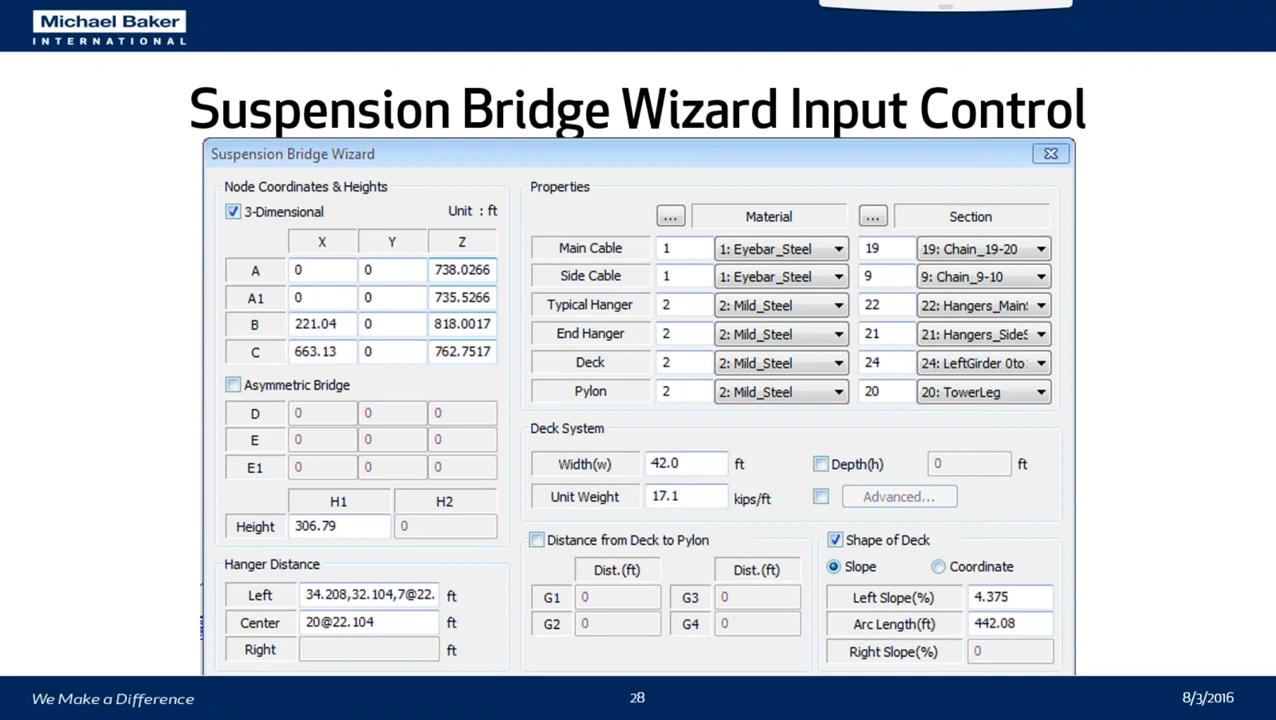 Michael Baker
INTERNATIONAL
Suspension Bridge Wizard Input Control
Suspension Bridge Wizard
Node Coordinates & Heights
3-Dimensional Unit : ft
X Y Z
A 0 0 738.0266
A1 0 0 735.5266
B 221.04 0 818.0017
C 663.13 0 762.7517
Asymmetric Bridge
D 0 0 0
E 0 0 0
E1 0 0 0
H1 H2
Height 306.79 0
Hanger Distance
Left 34.208,32.104,7@22. ft
Center 20@22.104 ft
Right ft
Properties
... Material ... Section
Main Cable 1 1: Eyebar_Steel 19 19: Chain_19-20
Side Cable 1 1: Eyebar_Steel 9 9: Chain_9-10
Typical Hanger 2 2: Mild_Steel 22 22: Hangers_Main
End Hanger 2 2: Mild_Steel 21 21: Hangers_SideS
Deck 2 2: Mild_Steel 24 24: LeftGirder 0to
Pylon 2 2: Mild_Steel 20 20: TowerLeg
Deck System
Width(w) 42.0 ft Depth(h) 0 ft
Unit Weight 17.1 kips/ft Advanced...
Distance from Deck to Pylon
Dist.(ft) Dist.(ft)
G1 0 G3 0
G2 0 G4 0
Shape of Deck
Slope Coordinate
Left Slope(%) 4.375
Arc Length(ft) 442.08
Right Slope(%) 0
We Make a Difference
28
8/3/2016